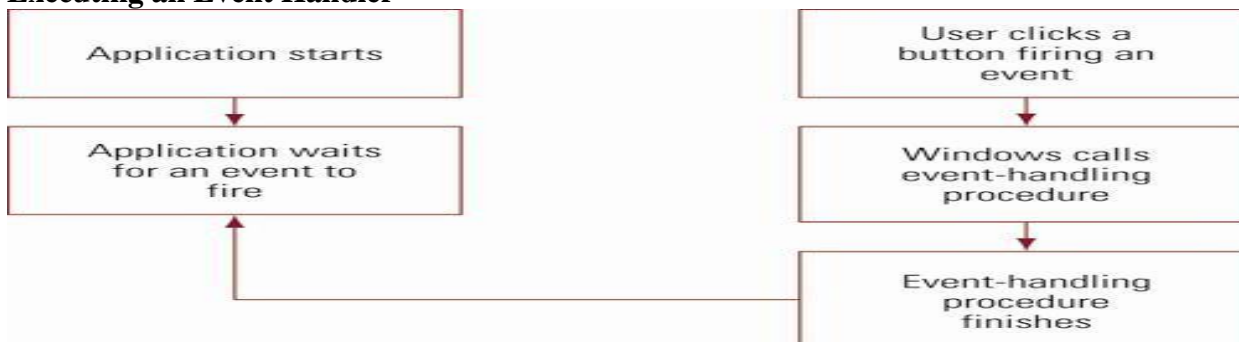 Executing an Event Handler
Application starts
Application waits
for an event to
fire
User clicks a
button firing an
event
Windows calls
event-handling
procedure
Event-handling
procedure
finishes